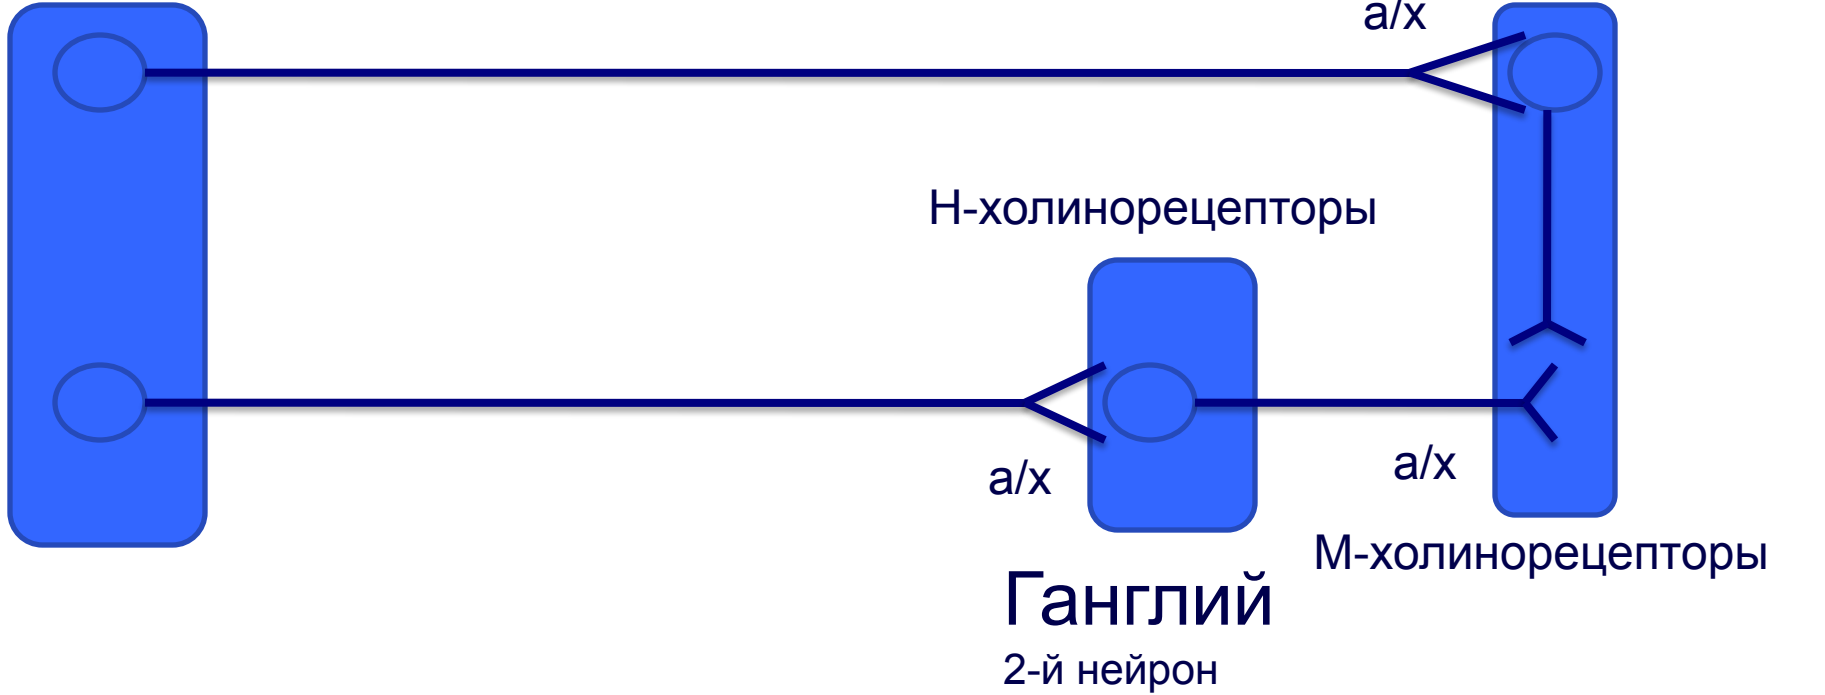 а/х
Н-холинорецепторы
а/х
а/х
М-холинорецепторы
Ганглий
2-й нейрон